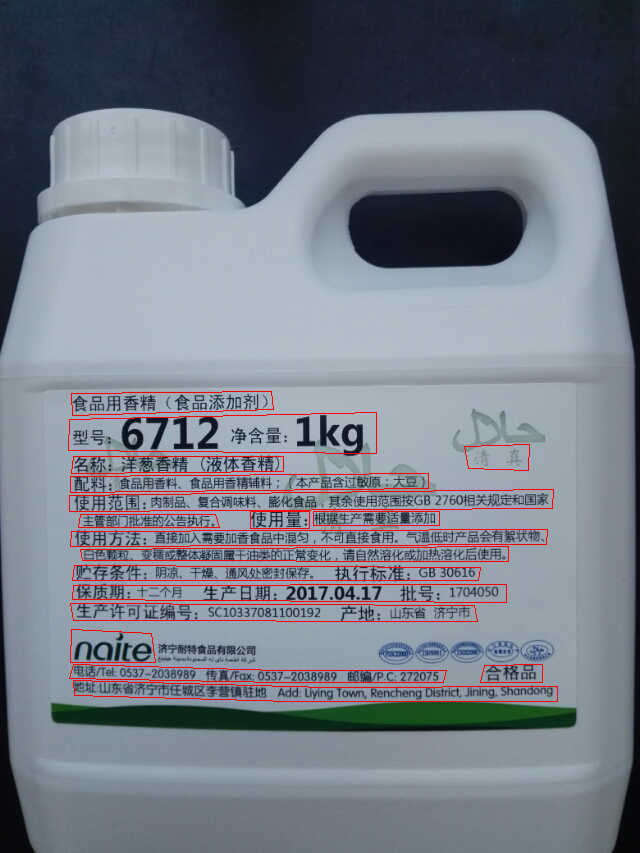 食品用香精（食品添加剂）
型号：6712 净含量：1kg
清真
名称：洋葱香精（液体香精）
配料：食品用香料、食品用香精辅料；（本产品含过敏原：大豆）
使用范围：肉制品、复合调味料、膨化食品，其余使用范围按GB 2760相关规定和国家
主管部门批准的公告执行。 使用量：根据生产需要适量添加
使用方法：直接加入需要加香食品中混匀，不可直接食用。气温低时产品会有絮状物、
白色颗粒、变稠或整体凝固属于油类的正常变化，请自然溶化或加热溶化后使用。
贮存条件：阴凉、干燥、通风处密封保存。 执行标准：GB 30616
保质期：十二个月 生产日期：2017.04.17 批号：1704050
生产许可证编号：SC10337081100192 产地：山东省 济宁市
naite 济宁耐特食品有限公司
电话/Tel: 0537-2038989 传真/Fax: 0537-2038989 邮编/P.C: 272075 合格品
地址:山东省济宁市任城区李营镇驻地 Add: Liying Town, Rencheng District, Jining, Shandong